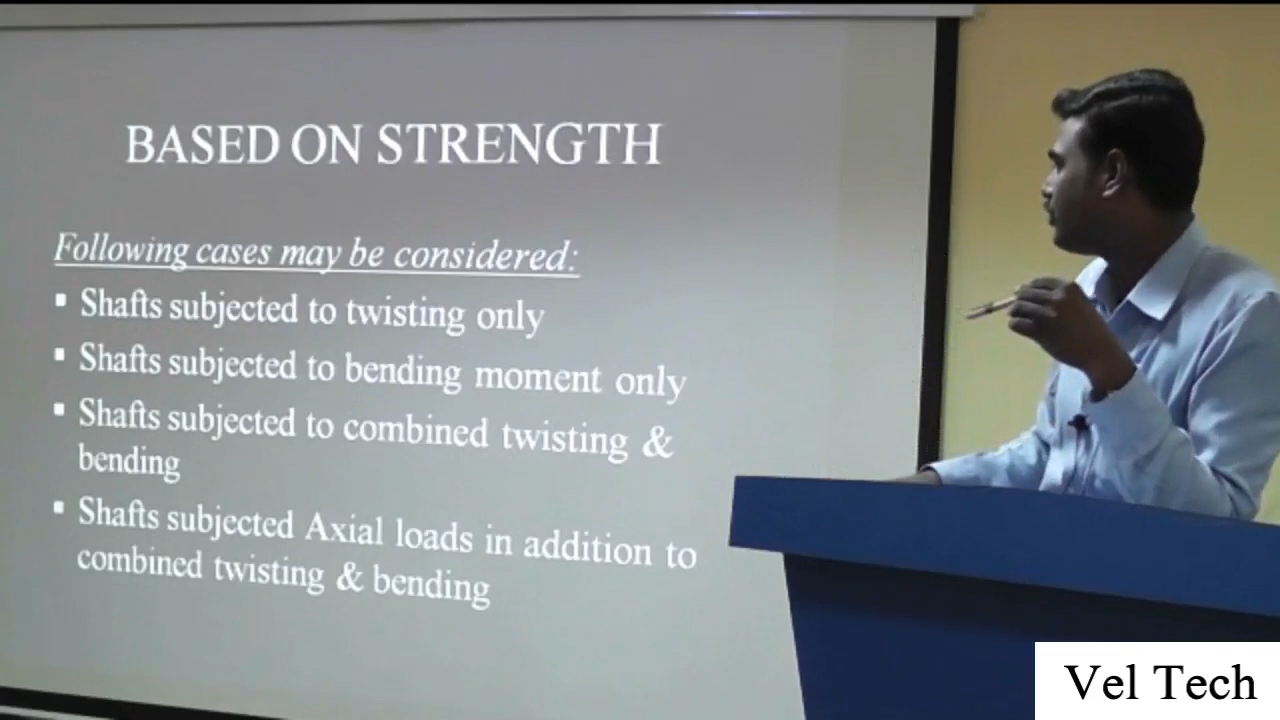 BASED ON STRENGTH
Following cases may be considered:
▪ Shafts subjected to twisting only
▪ Shafts subjected to bending moment only
▪ Shafts subjected to combined twisting &
bending
▪ Shafts subjected Axial loads in addition to
combined twisting & bending
Vel Tech